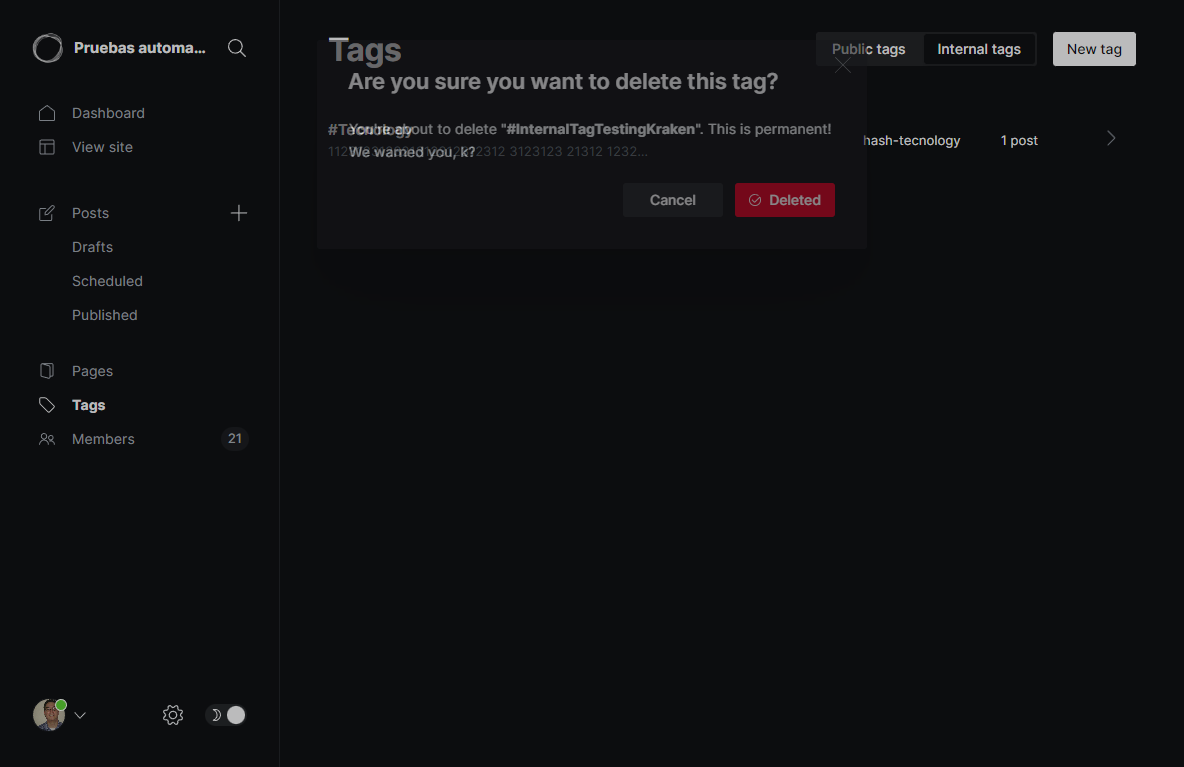 Pruebas automa...
Dashboard
View site
Posts
Drafts
Scheduled
Published
Pages
Tags
Members 21
Tags
Public tags Internal tags New tag
Are you sure you want to delete this tag?
You're about to delete "#InternalTagTestingKraken". This is permanent!
We warned you, k?
Cancel Deleted
#Tecnology
hash-tecnology 1 post
2312 3123123 21312 1232...